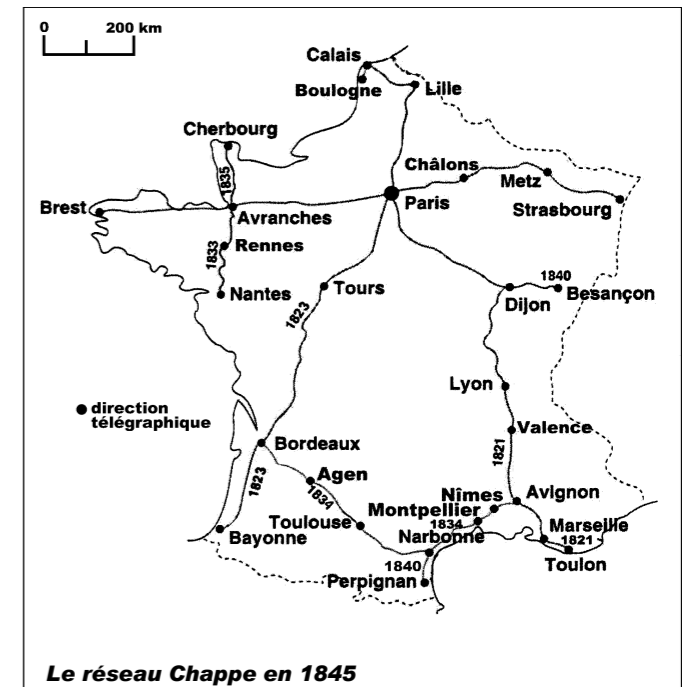 0 200 km
Calais
Boulogne
Lille
Cherbourg
Châlons
Metz
1835
Brest
Avranches
Paris
Strasbourg
Rennes
1833
1840
Nantes
Tours
Dijon
Besançon
1823
Lyon
direction
télégraphique
Valence
Bordeaux
1821
1823
Agen
1834
Nîmes
Avignon
Montpellier
Toulouse
1834
Marseille
Bayonne
Narbonne
1821
1840
Toulon
Perpignan
Le réseau Chappe en 1845